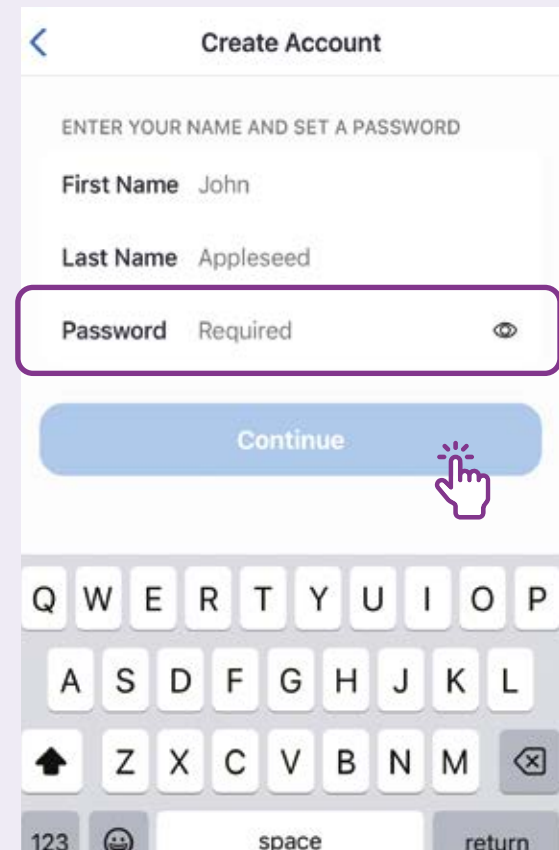 Create Account
ENTER YOUR NAME AND SET A PASSWORD
First Name John
Last Name Appleseed
Password Required
Continue
Q W E R T Y U I O P
A S D F G H J K L
Z X C V B N M
123 space return